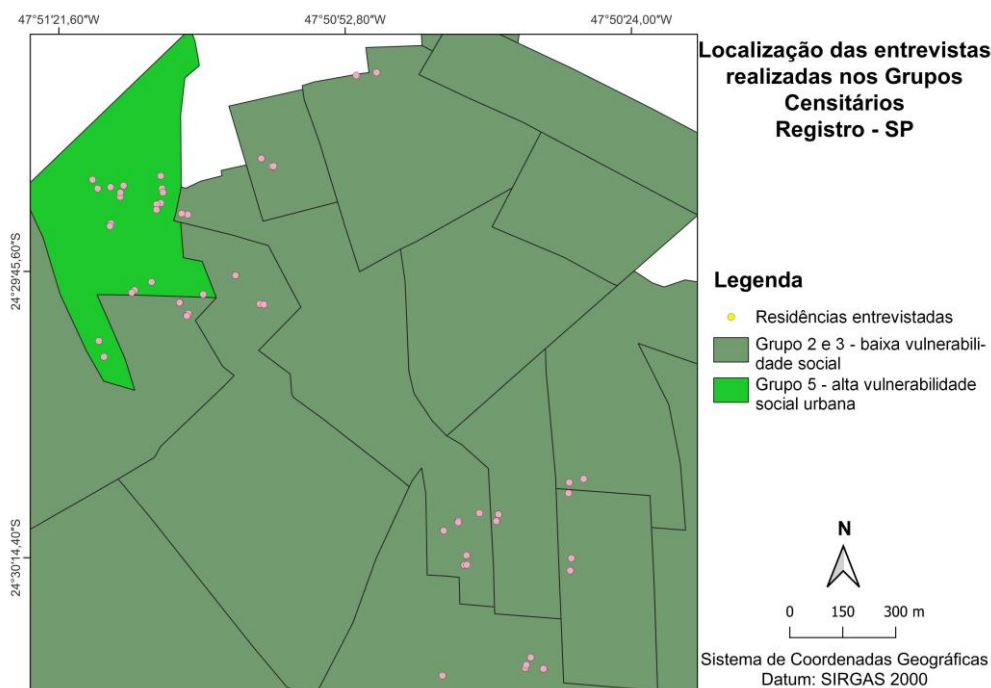 47°51'21,60"W 47°50'52,80"W 47°50'24,00"W
Localização das entrevistas
realizadas nos Grupos
Censitários
Registro - SP
24°29'45,60"S
24°30'14,40"S
Legenda
Residências entrevistadas
Grupo 2 e 3 - baixa vulnerabili-
dade social
Grupo 5 - alta vulnerabilidade
social urbana
N
0 150 300 m
Sistema de Coordenadas Geográficas
Datum: SIRGAS 2000